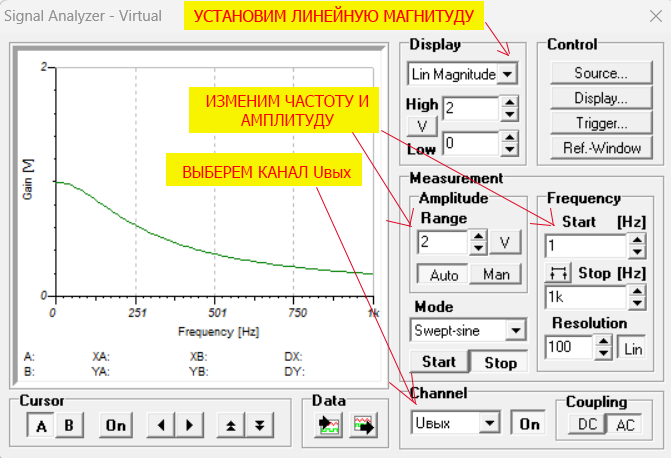 Signal Analyzer - Virtual
УСТАНОВИМ ЛИНЕЙНУЮ МАГНИТУДУ
Display
Lin Magnitude
High 2
V
Low 0
Control
Source...
Display...
Trigger...
Ref.-Window
ИЗМЕНИМ ЧАСТОТУ И
АМПЛИТУДУ
ВЫБЕРЕМ КАНАЛ Uвых
2
Gain [V]
0
0 251 501 750 1k
Frequency [Hz]
A: XA: XB: DX:
B: YA: YB: DY:
Measurement
Amplitude
Range
2 V
Auto Man
Frequency
Start [Hz]
1
Stop [Hz]
1k
Resolution
100 Lin
Mode
Swept-sine
Start Stop
Cursor
A B On
Data
Channel
Uвых On
Coupling
DC AC